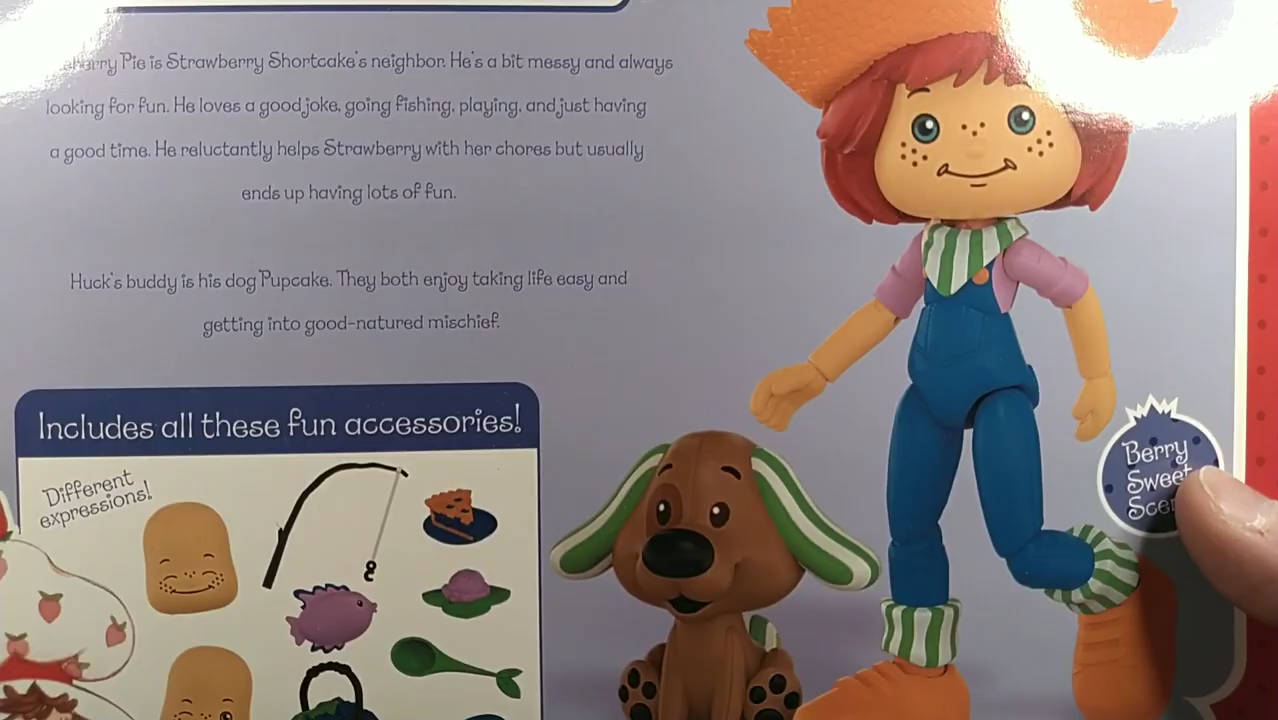 Pie is Strawberry Shortcake's neighbor. He's a bit messy and always
looking for fun. He loves a good joke, going fishing, playing, and just having
a good time. He reluctantly helps Strawberry with her chores but usually
ends up having lots of fun.
Huck's buddy is his dog Pupcake. They both enjoy taking life easy and
getting into good-natured mischief.
Includes all these fun accessories!
Different
expressions!
Berry
Sweet